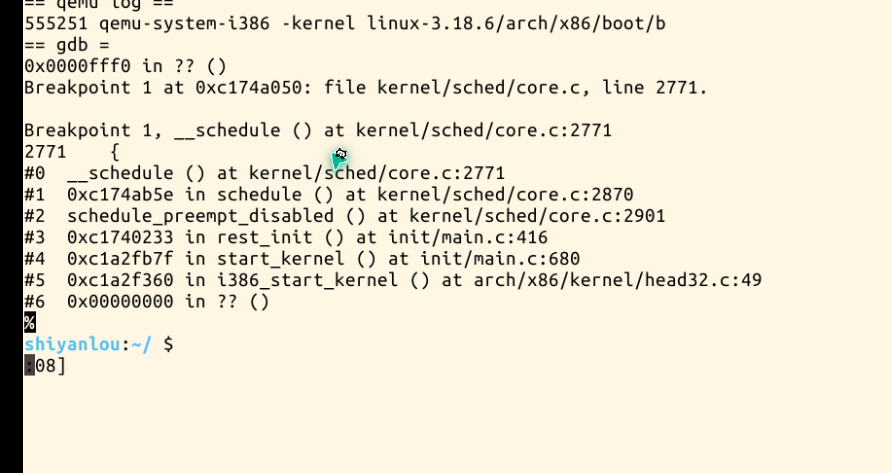 == qemu log ==
555251 qemu-system-i386 -kernel linux-3.18.6/arch/x86/boot/b
== gdb =
0x0000fff0 in ?? ()
Breakpoint 1 at 0xc174a050: file kernel/sched/core.c, line 2771.
Breakpoint 1, __schedule () at kernel/sched/core.c:2771
2771    {
#0  __schedule () at kernel/sched/core.c:2771
#1  0xc174ab5e in schedule () at kernel/sched/core.c:2870
#2  schedule_preempt_disabled () at kernel/sched/core.c:2901
#3  0xc1740233 in rest_init () at init/main.c:416
#4  0xc1a2fb7f in start_kernel () at init/main.c:680
#5  0xc1a2f360 in i386_start_kernel () at arch/x86/kernel/head32.c:49
#6  0x00000000 in ?? ()
%
shiyanlou:~/ $
:08]